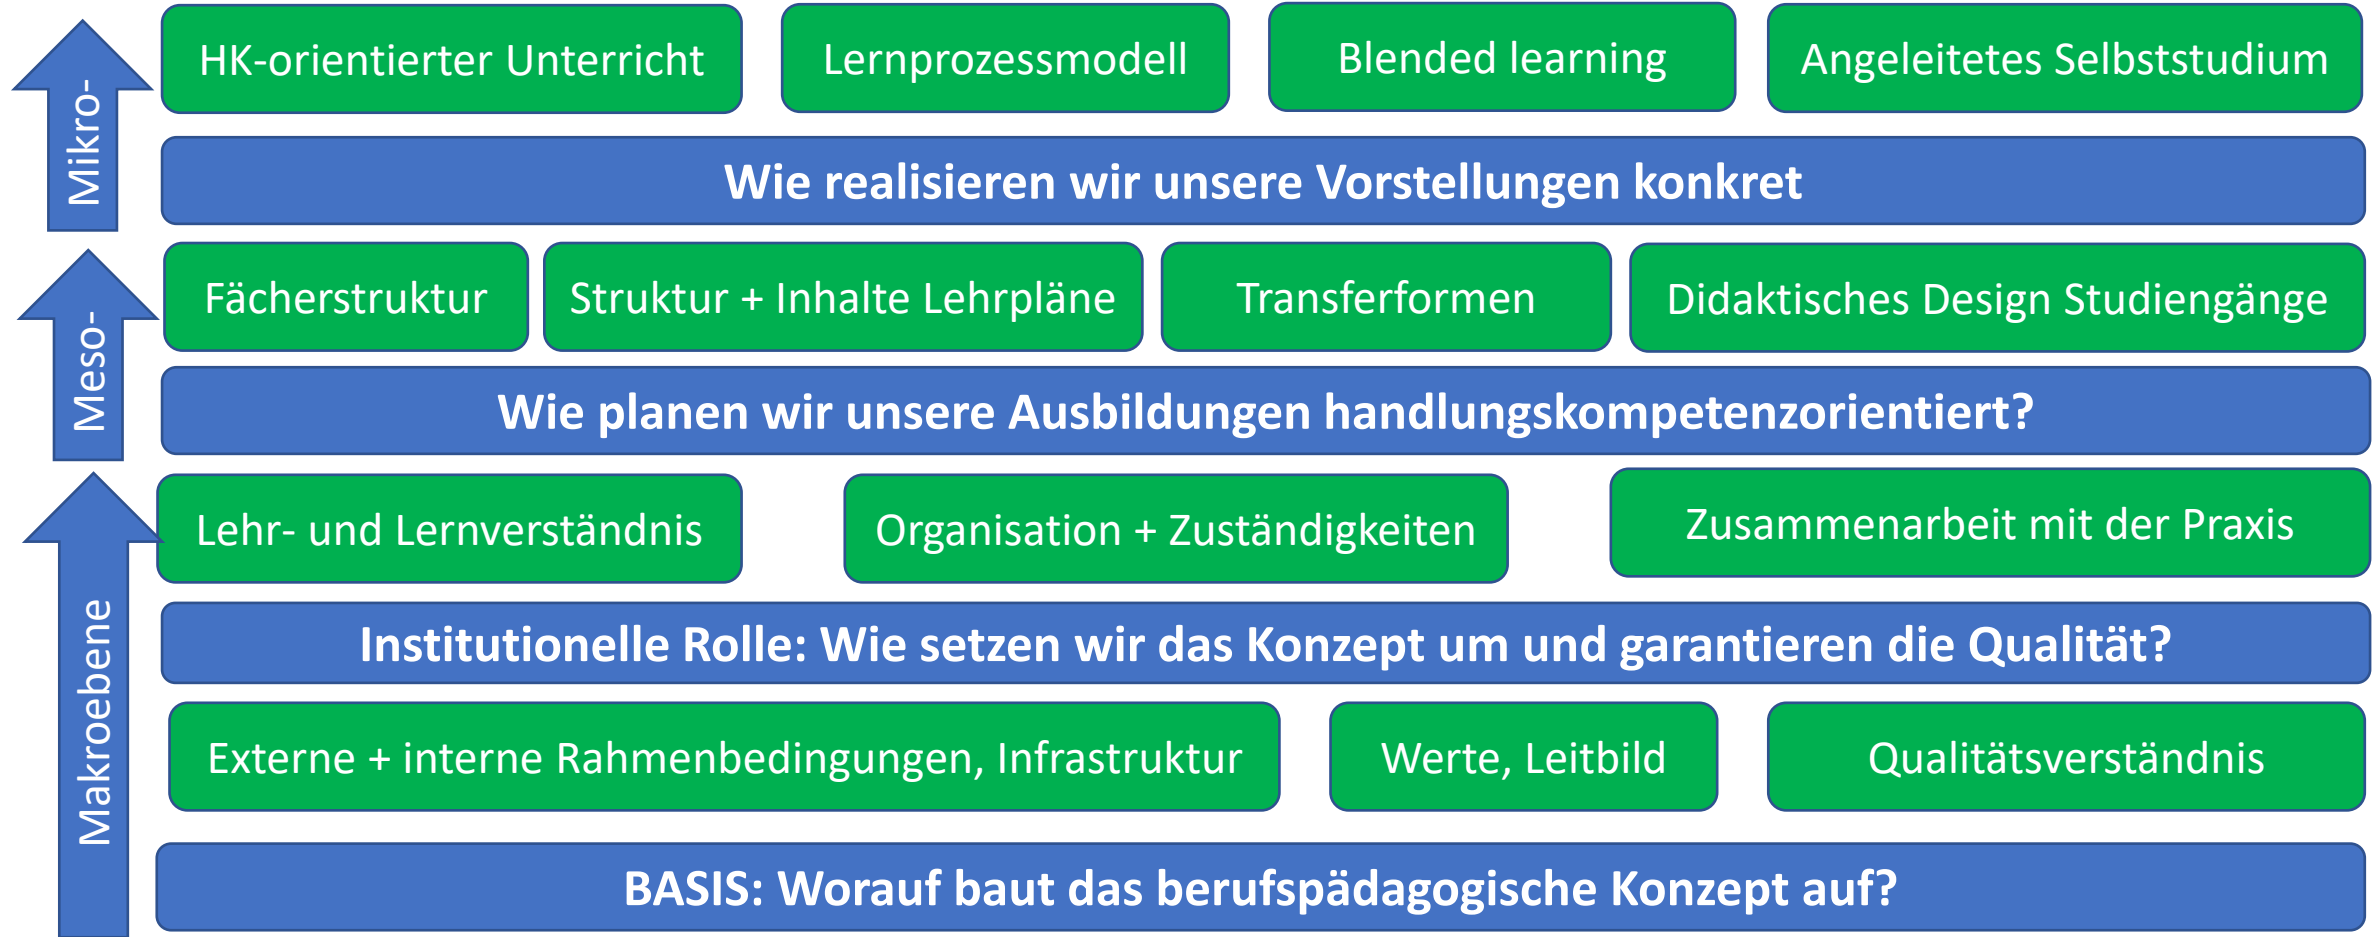 Mikro-
HK-orientierter Unterricht
Lernprozessmodell
Blended learning
Angeleitetes Selbststudium
Wie realisieren wir unsere Vorstellungen konkret
Meso-
Fächerstruktur
Struktur + Inhalte Lehrpläne
Transferformen
Didaktisches Design Studiengänge
Wie planen wir unsere Ausbildungen handlungskompetenzorientiert?
Makroebene
Lehr- und Lernverständnis
Organisation + Zuständigkeiten
Zusammenarbeit mit der Praxis
Institutionelle Rolle: Wie setzen wir das Konzept um und garantieren die Qualität?
Externe + interne Rahmenbedingungen, Infrastruktur
Werte, Leitbild
Qualitätsverständnis
BASIS: Worauf baut das berufspädagogische Konzept auf?